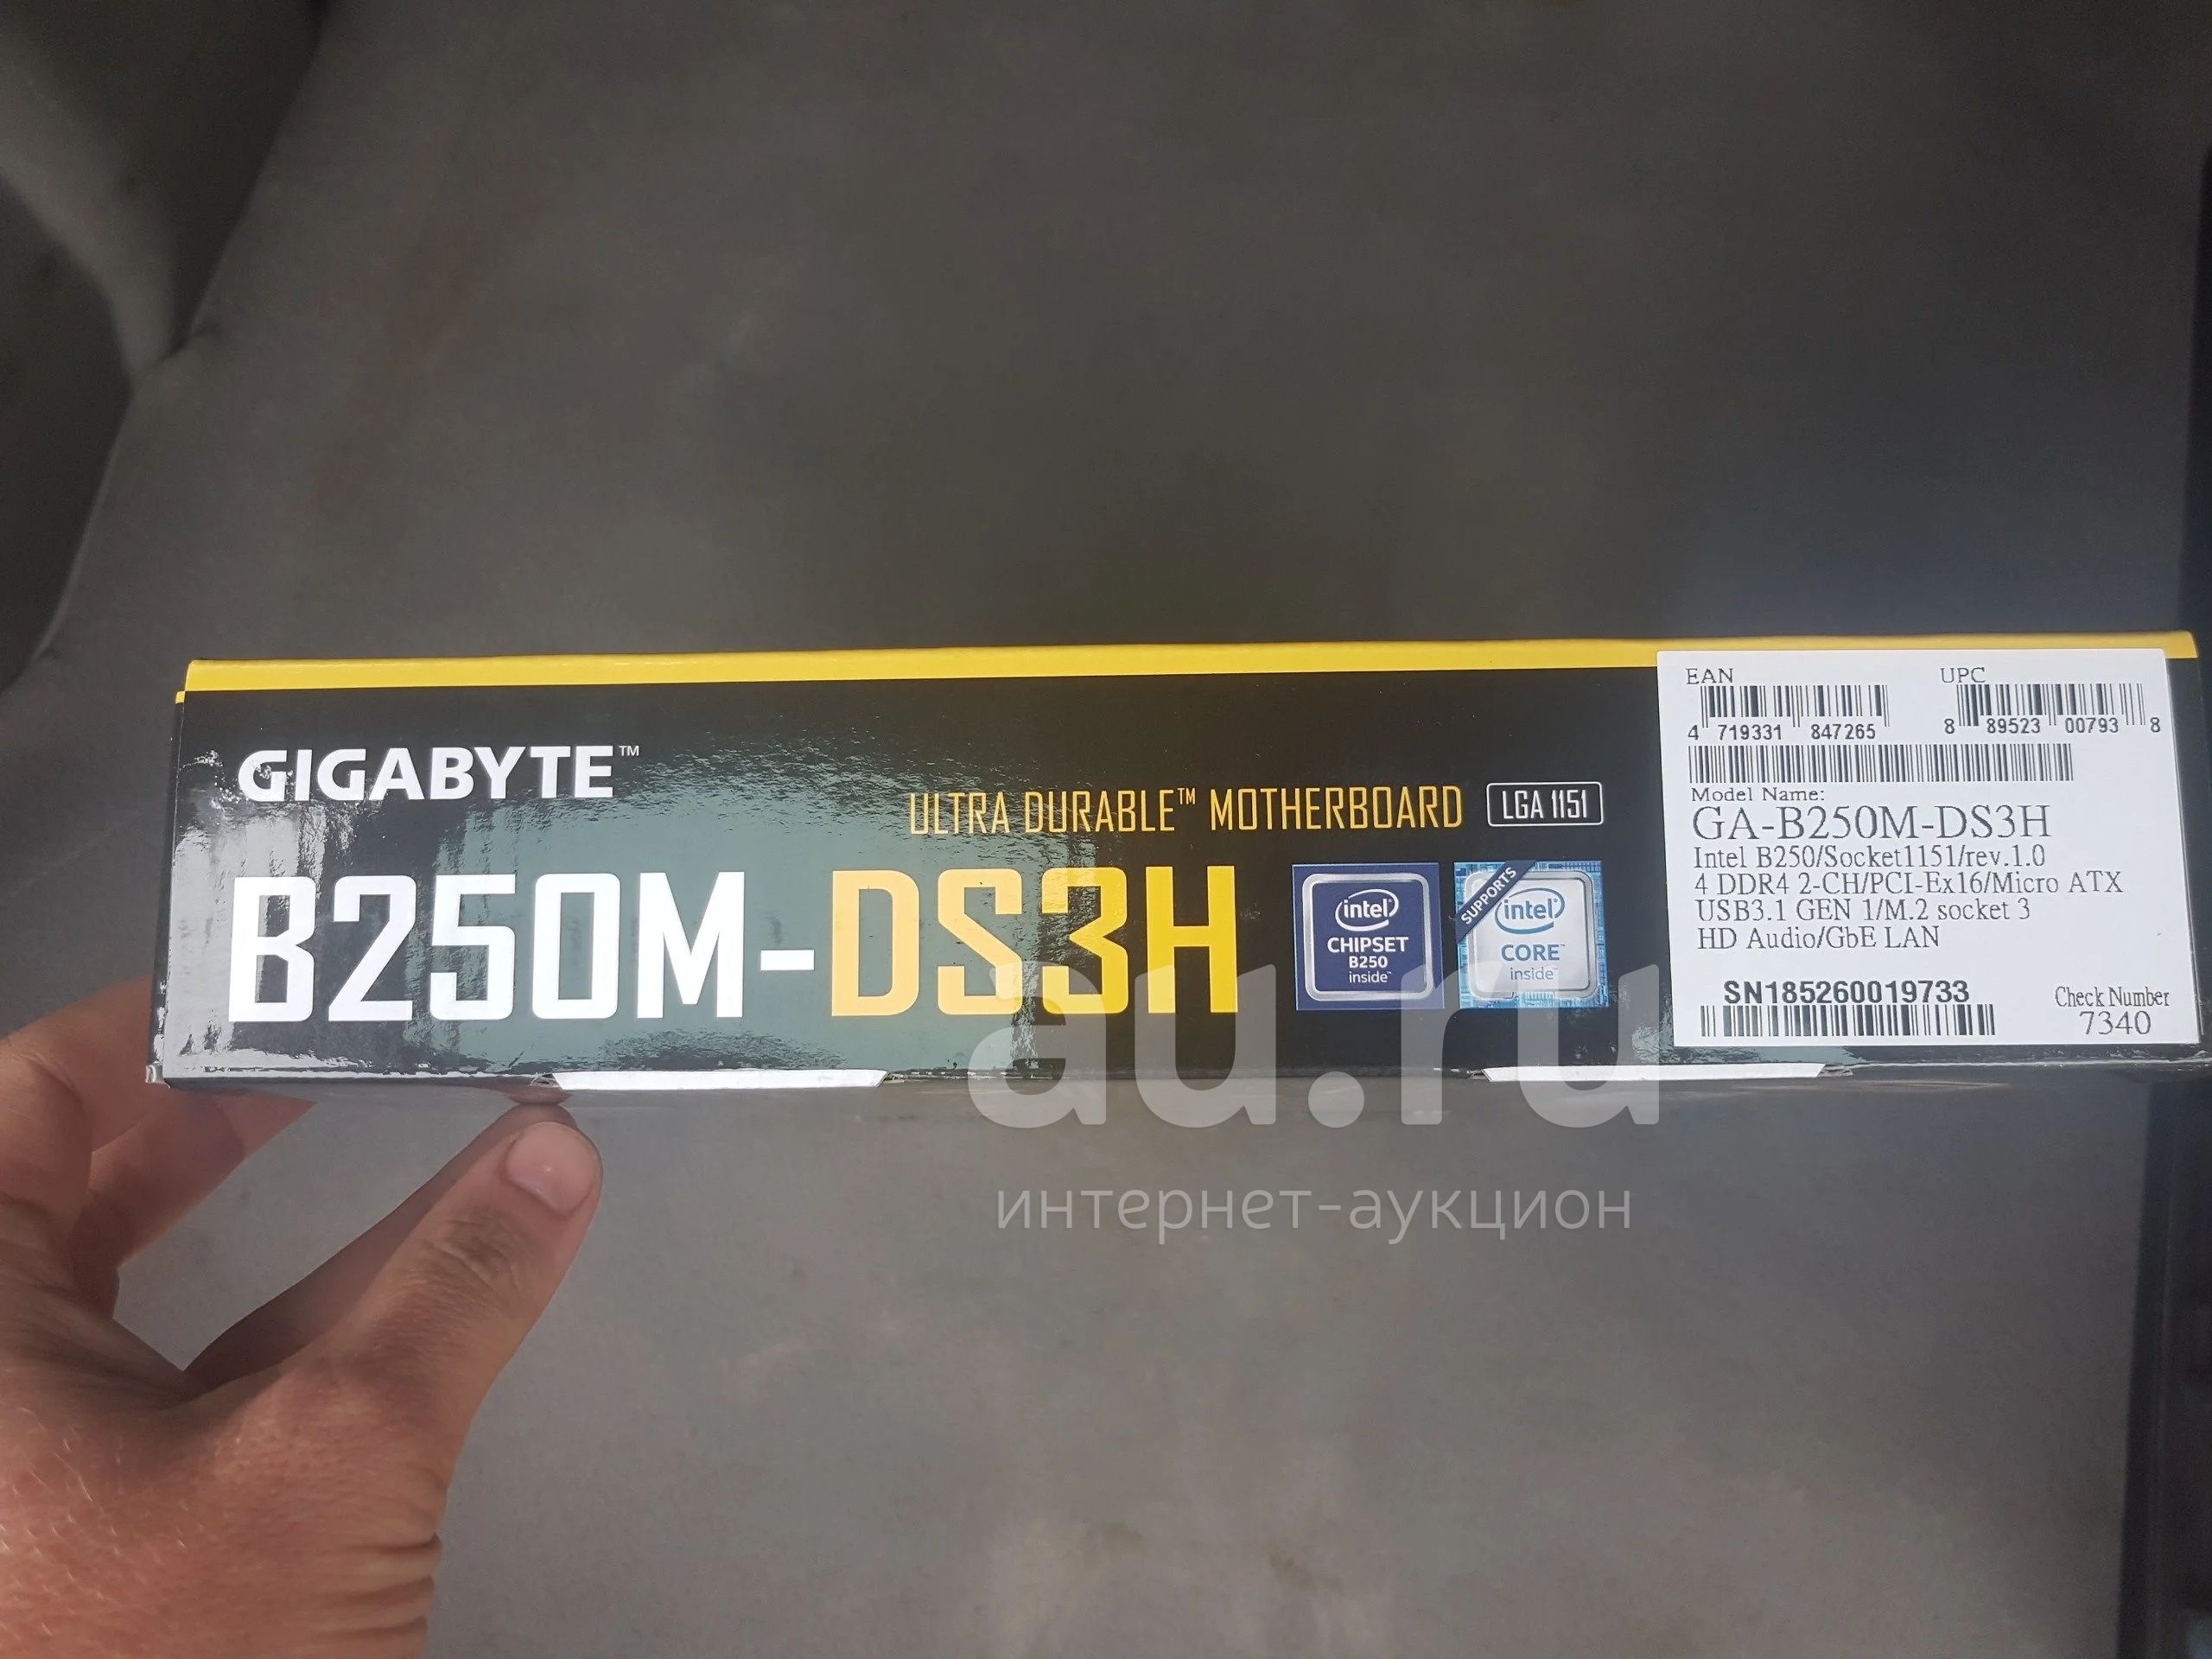 GIGABYTE™
ULTRA DURABLE™ MOTHERBOARD LGA 1151
B250M-DS3H
intel
CHIPSET
B250
inside™
SUPPORTS
intel
CORE™
inside™
EAN UPC
4 719331 847265 8 89523 00793 8
Model Name:
GA-B250M-DS3H
Intel B250/Socket1151/rev.1.0
4 DDR4 2-CH/PCI-Ex16/Micro ATX
USB3.1 GEN 1/M.2 socket 3
HD Audio/GbE LAN
SN185260019733
Check Number
7340
au.ru
интернет-аукцион